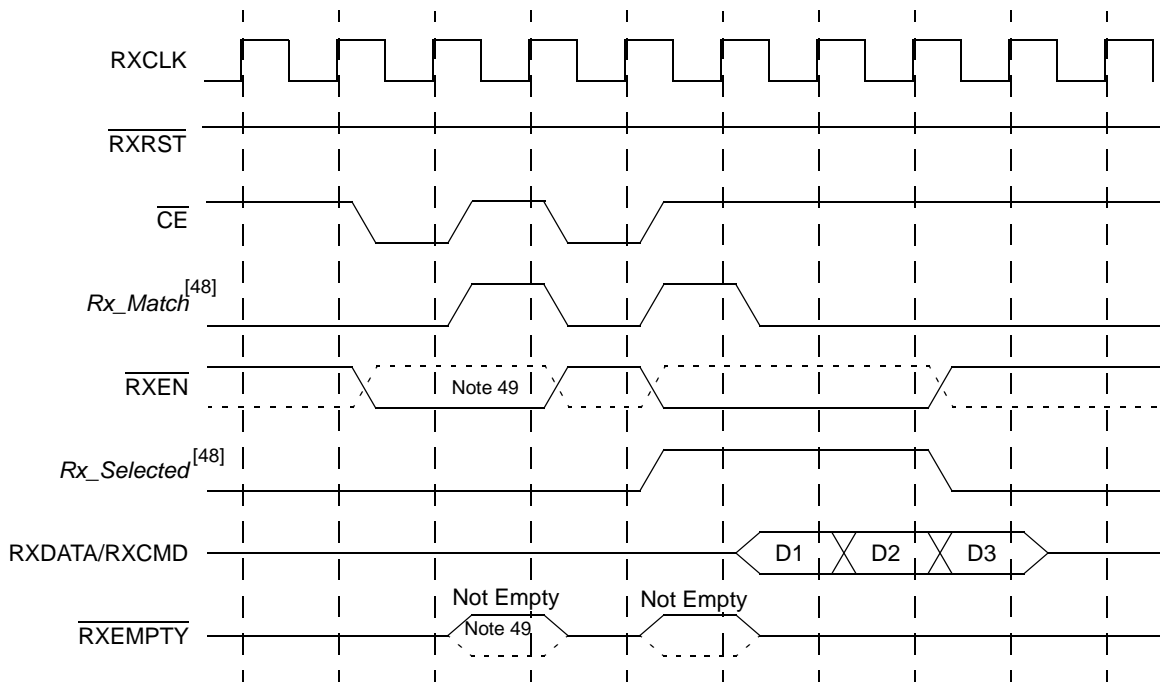 RXCLK
RXRST
CE
Rx_Match[48]
RXEN
Note 49
Rx_Selected[48]
RXDATA/RXCMD
D1 D2 D3
Not Empty Not Empty
RXEMPTY
Note 49